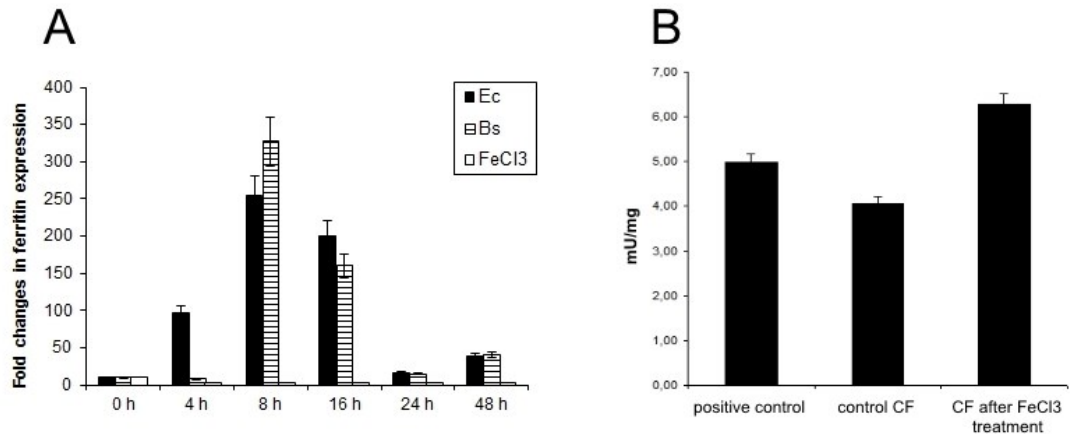 A
Fold changes in ferritin expression
400
350
300
250
200
150
100
50
0
0 h 4 h 8 h 16 h 24 h 48 h
Ec
Bs
FeCl3
B
mU/mg
7,00
6,00
5,00
4,00
3,00
2,00
1,00
0,00
positive control control CF CF after FeCl3
treatment